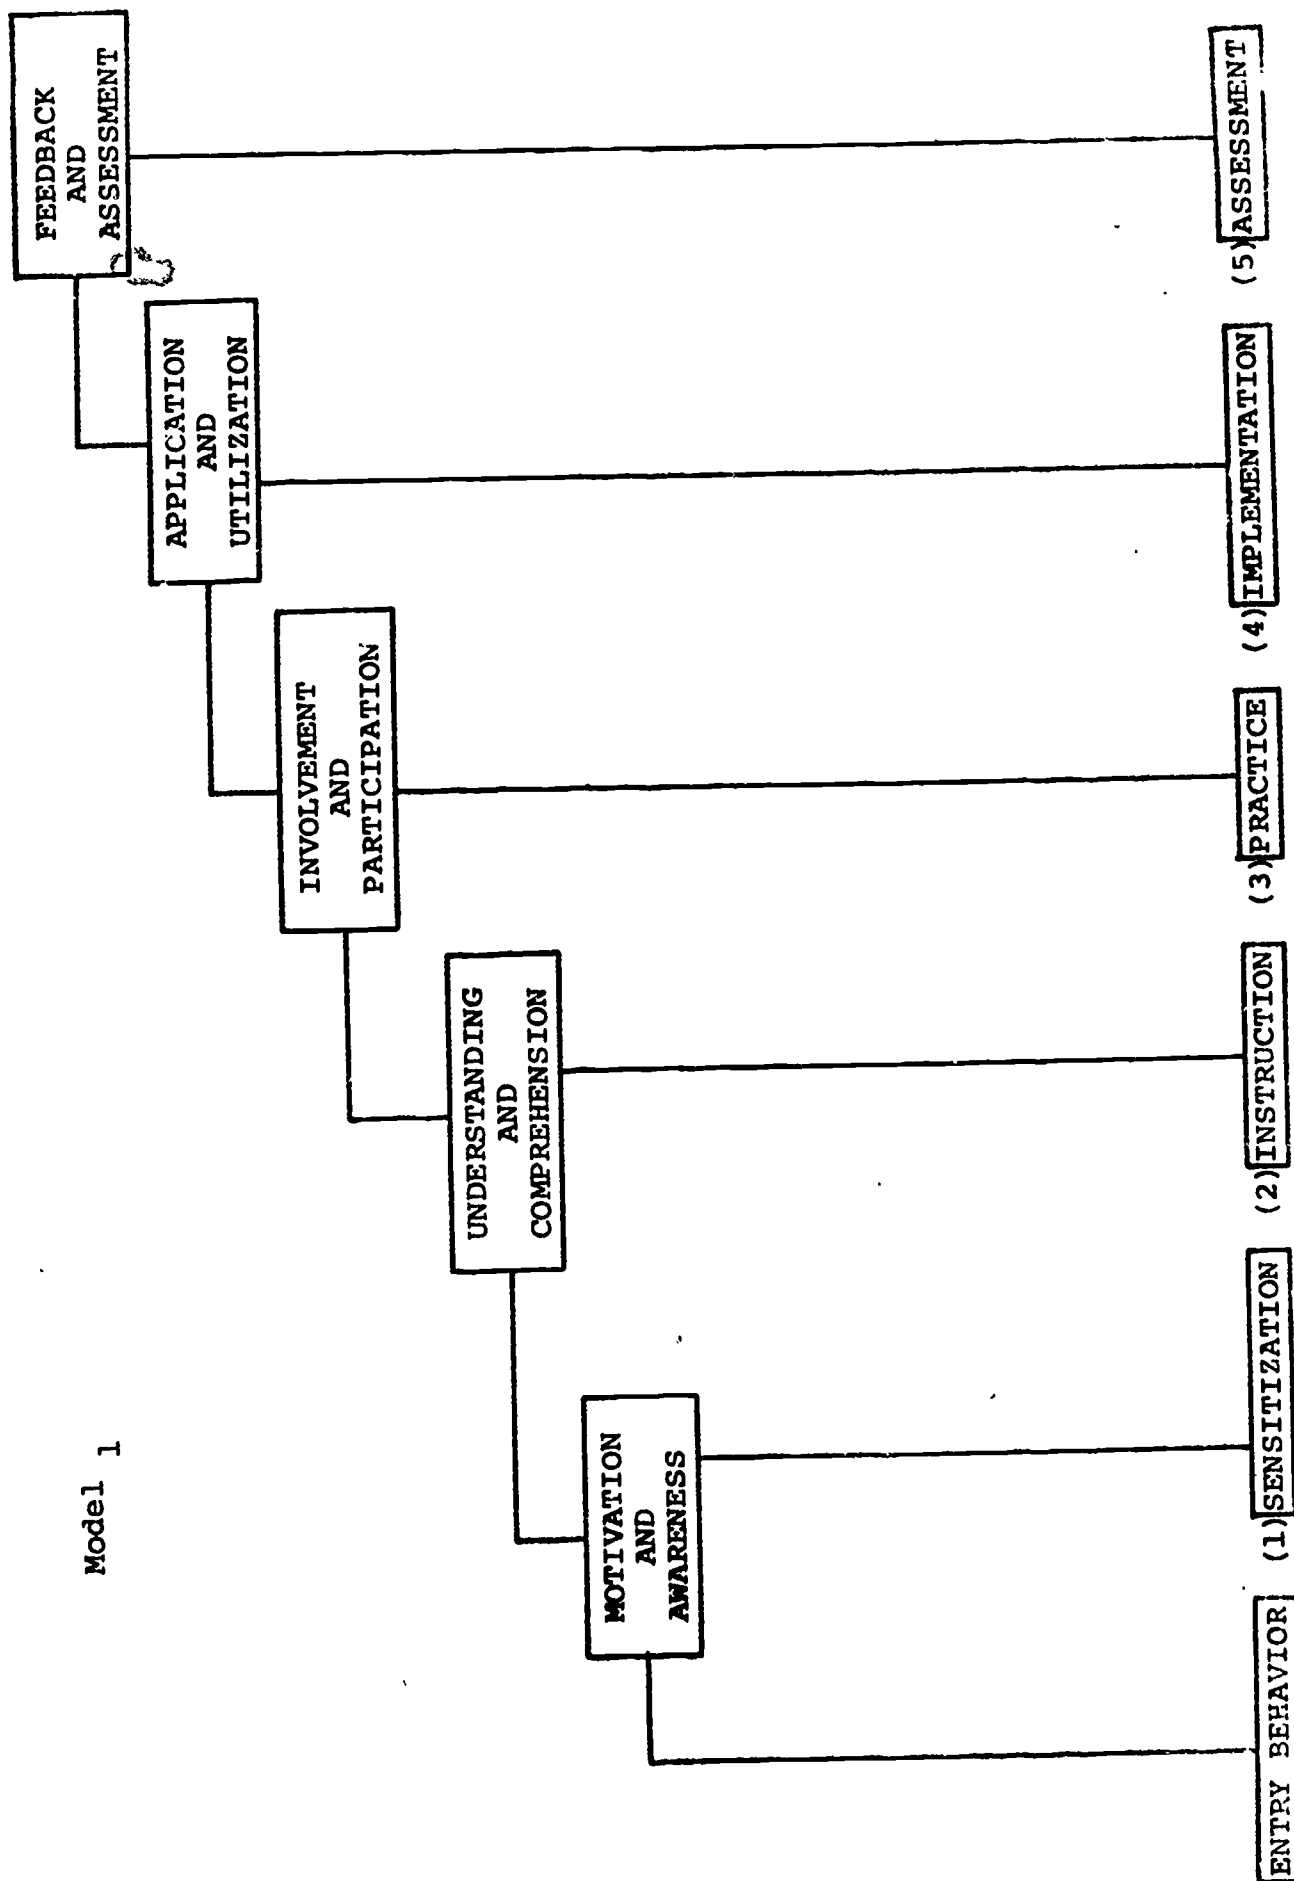 Model 1
FEEDBACK
AND
ASSESSMENT
APPLICATION
AND
UTILIZATION
INVOLVEMENT
AND
PARTICIPATION
UNDERSTANDING
AND
COMPREHENSION
MOTIVATION
AND
AWARENESS
ENTRY BEHAVIOR (1) SENSITIZATION (2) INSTRUCTION (3) PRACTICE (4) IMPLEMENTATION (5) ASSESSMENT